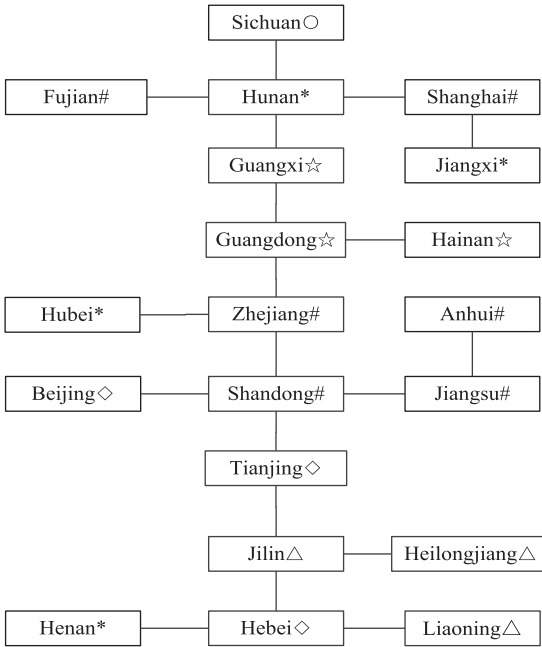 Sichuan○
Fujian# Hunan* Shanghai#
Guangxi☆ Jiangxi*
Guangdong☆ Hainan☆
Hubei* Zhejiang# Anhui#
Beijing◇ Shandong# Jiangsu#
Tianjing◇
Jilin△ Heilongjiang△
Henan* Hebei◇ Liaoning△